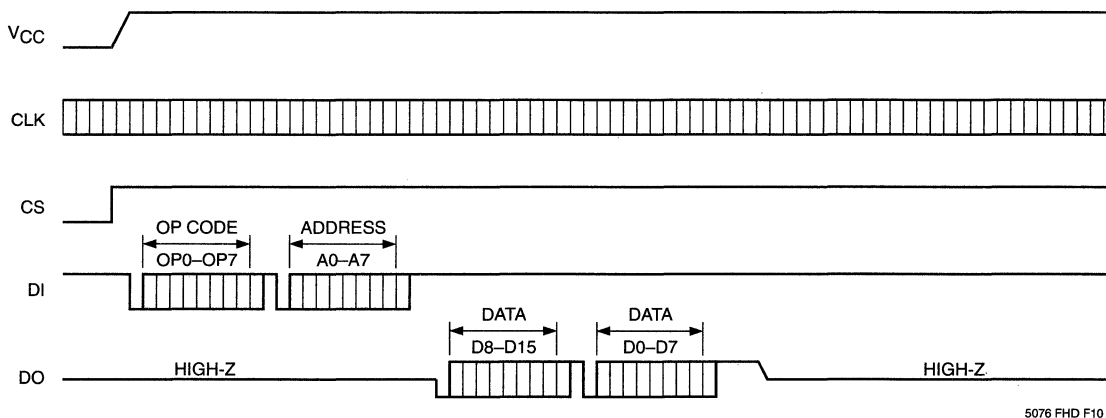 VCC
CLK
CS
OP CODE
ADDRESS
OP0–OP7
A0–A7
DI
DATA
DATA
D8–D15
D0–D7
HIGH-Z
HIGH-Z
DO
5076 FHD F10